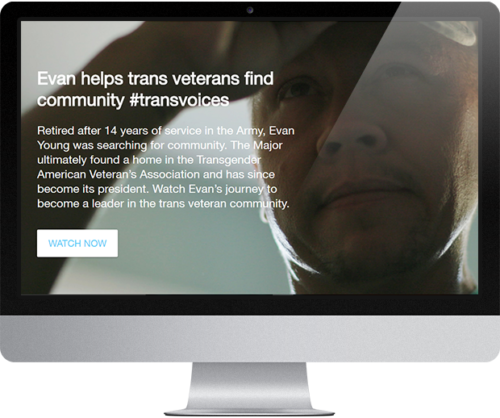 Evan helps trans veterans find
community #transvoices
Retired after 14 years of service in the Army, Evan
Young was searching for community. The Major
ultimately found a home in the Transgender
American Veteran's Association and has since
become its president. Watch Evan's journey to
become a leader in the trans veteran community.
WATCH NOW